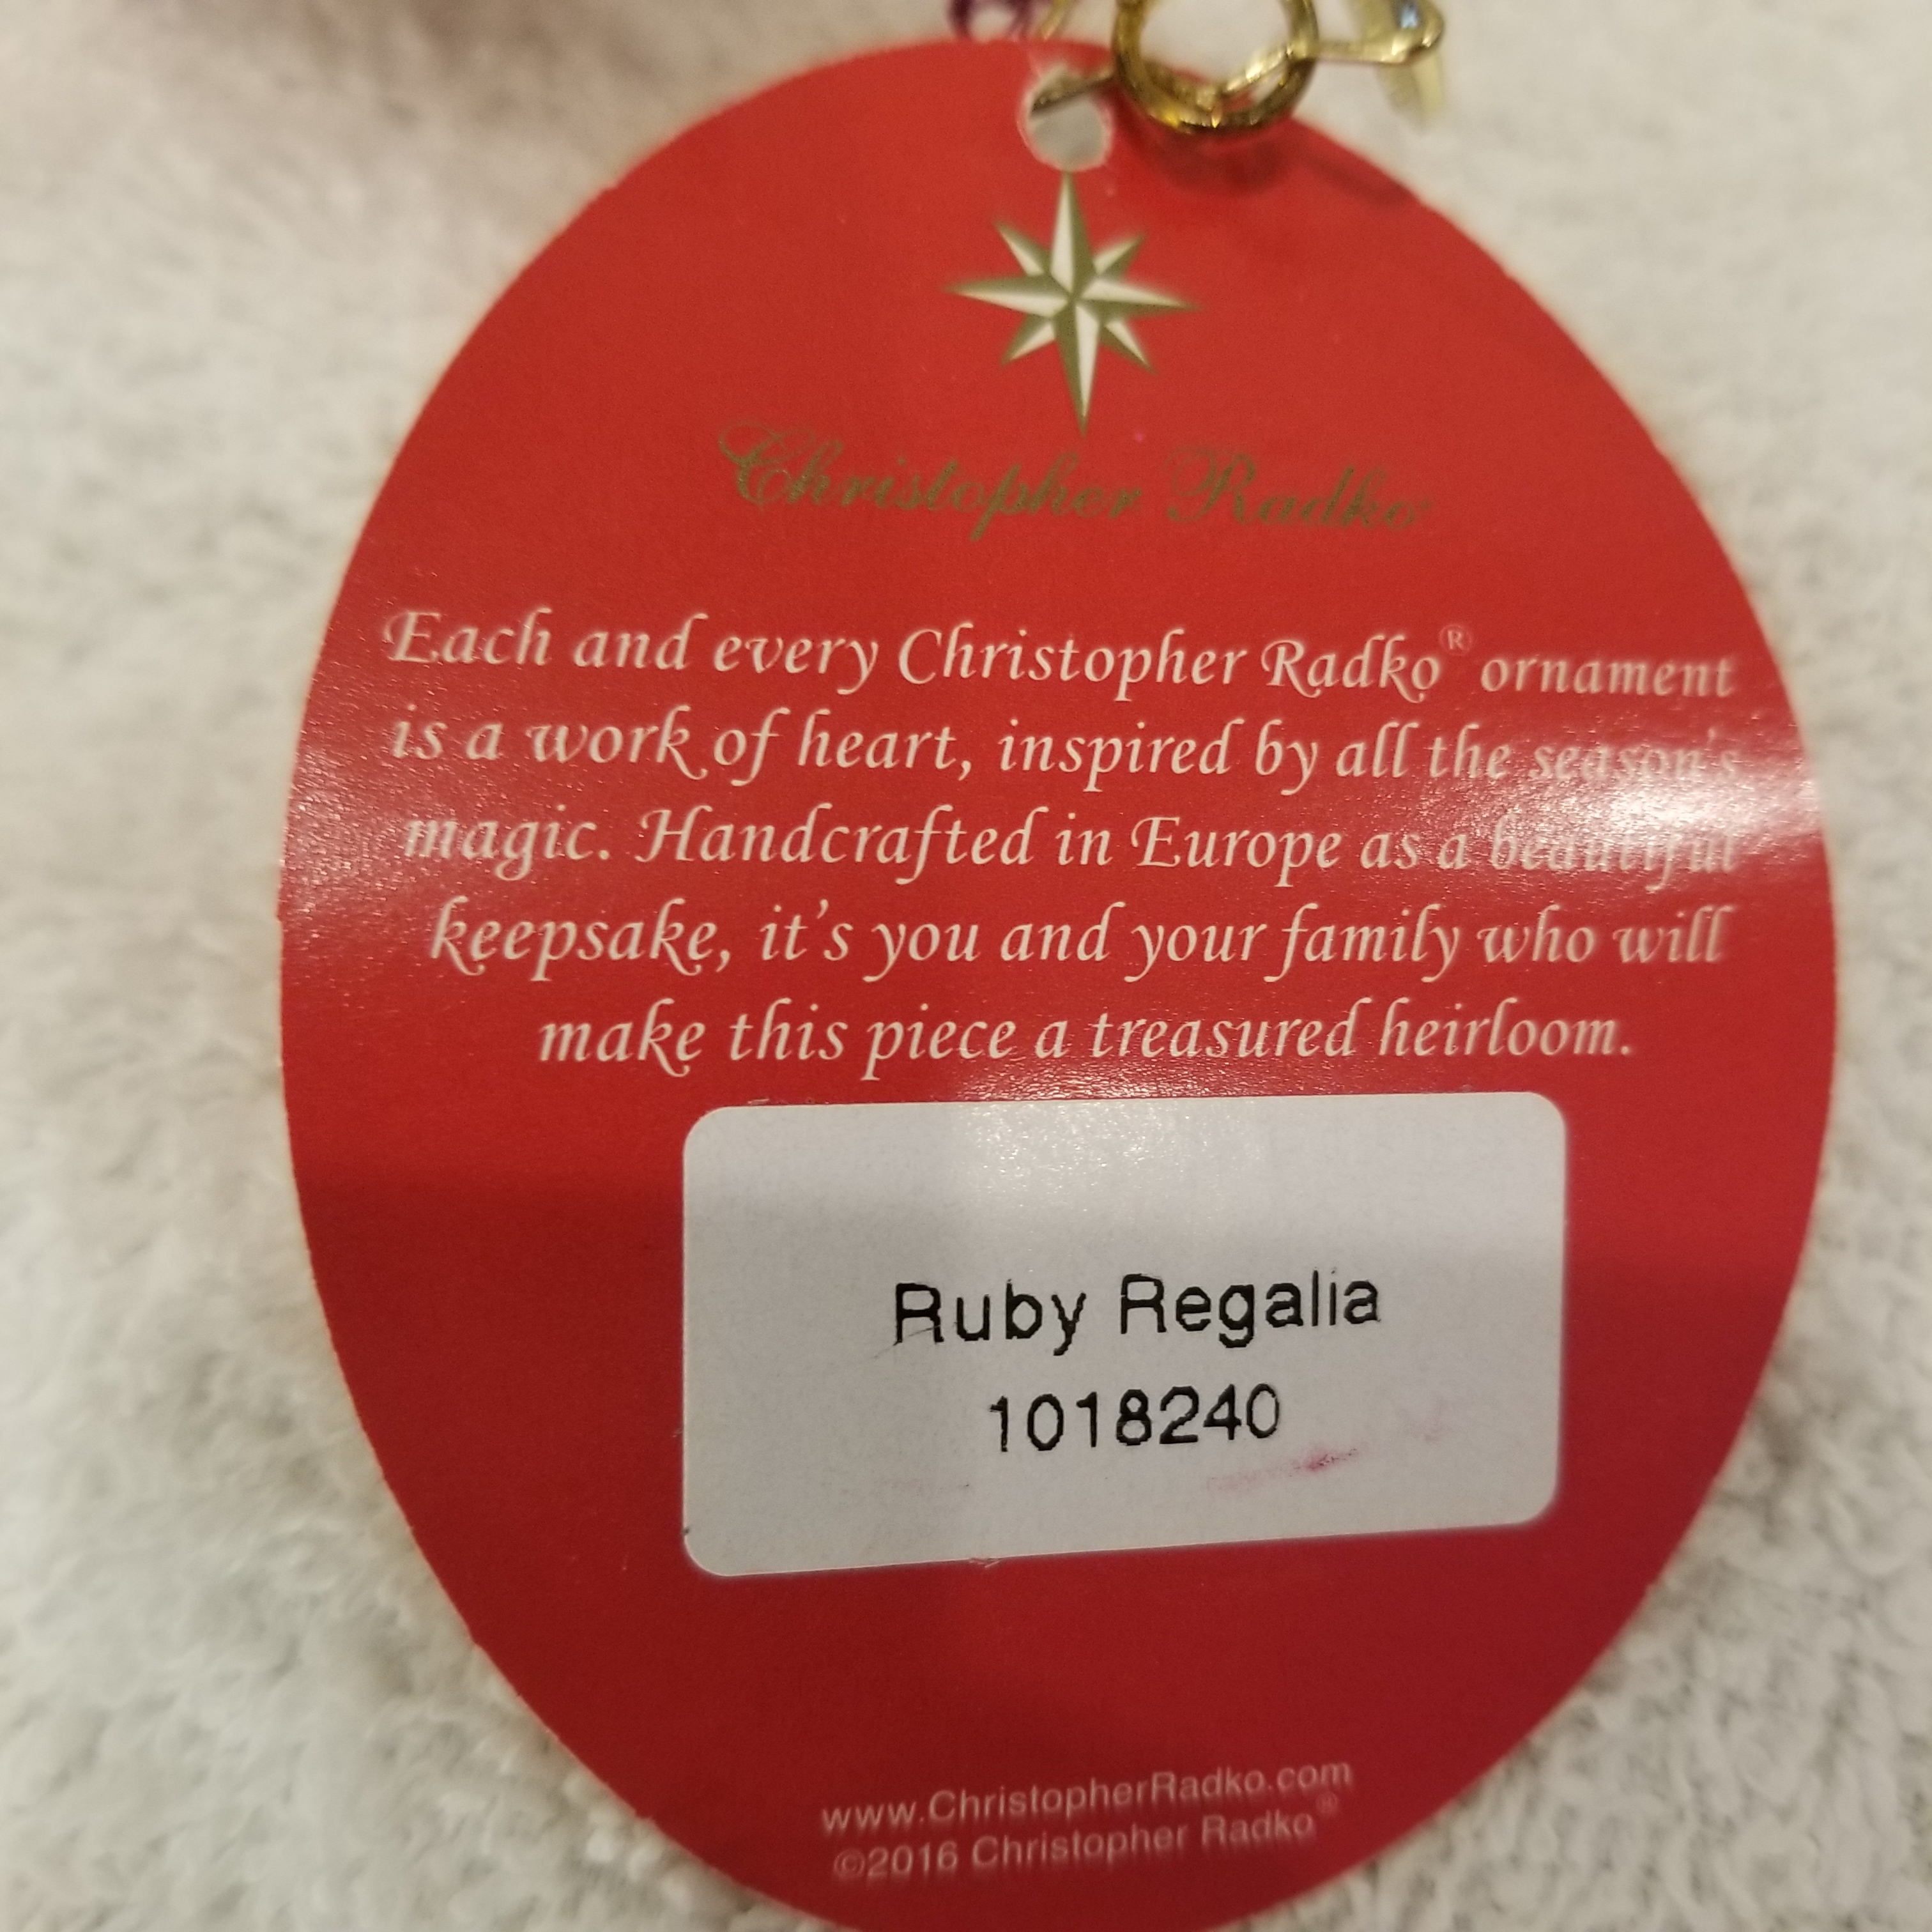 Christopher Radko
Each and every Christopher Radko® ornament
is a work of heart, inspired by all the season's
magic. Handcrafted in Europe as a beautiful
keepsake, it's you and your family who will
make this piece a treasured heirloom.
Ruby Regalia
1018240
www.ChristopherRadko.com
©2016 Christopher Radko®